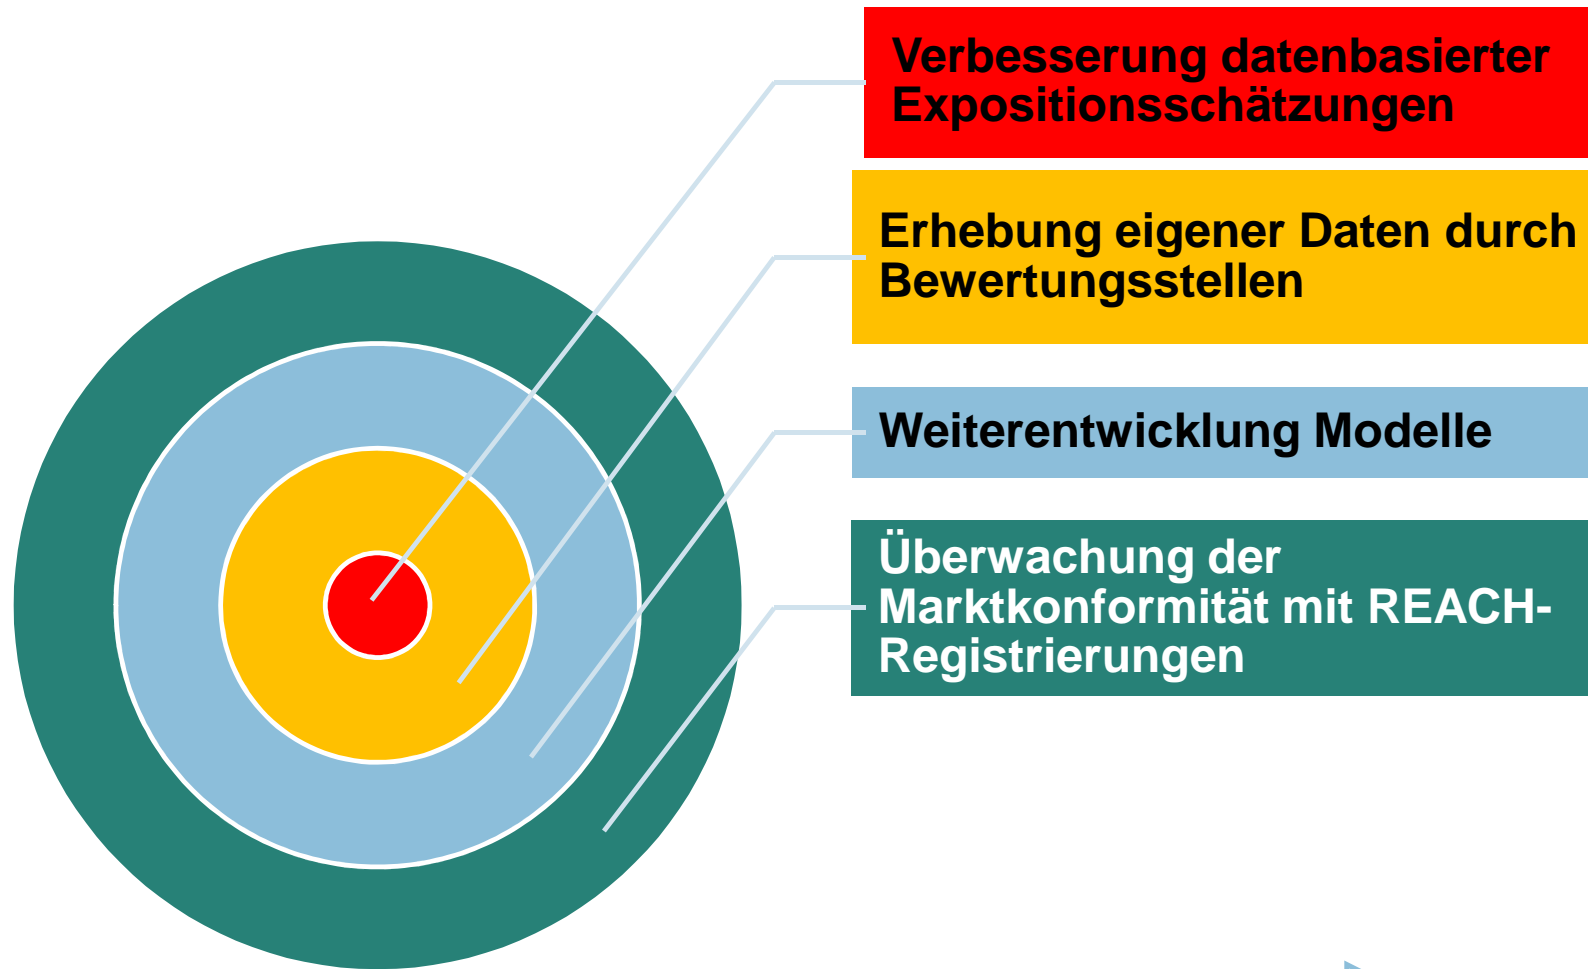 Verbesserung datenbasierter
Expositionsschätzungen
Erhebung eigener Daten durch
Bewertungsstellen
Weiterentwicklung Modelle
Überwachung der
Marktkonformität mit REACH-
Registrierungen